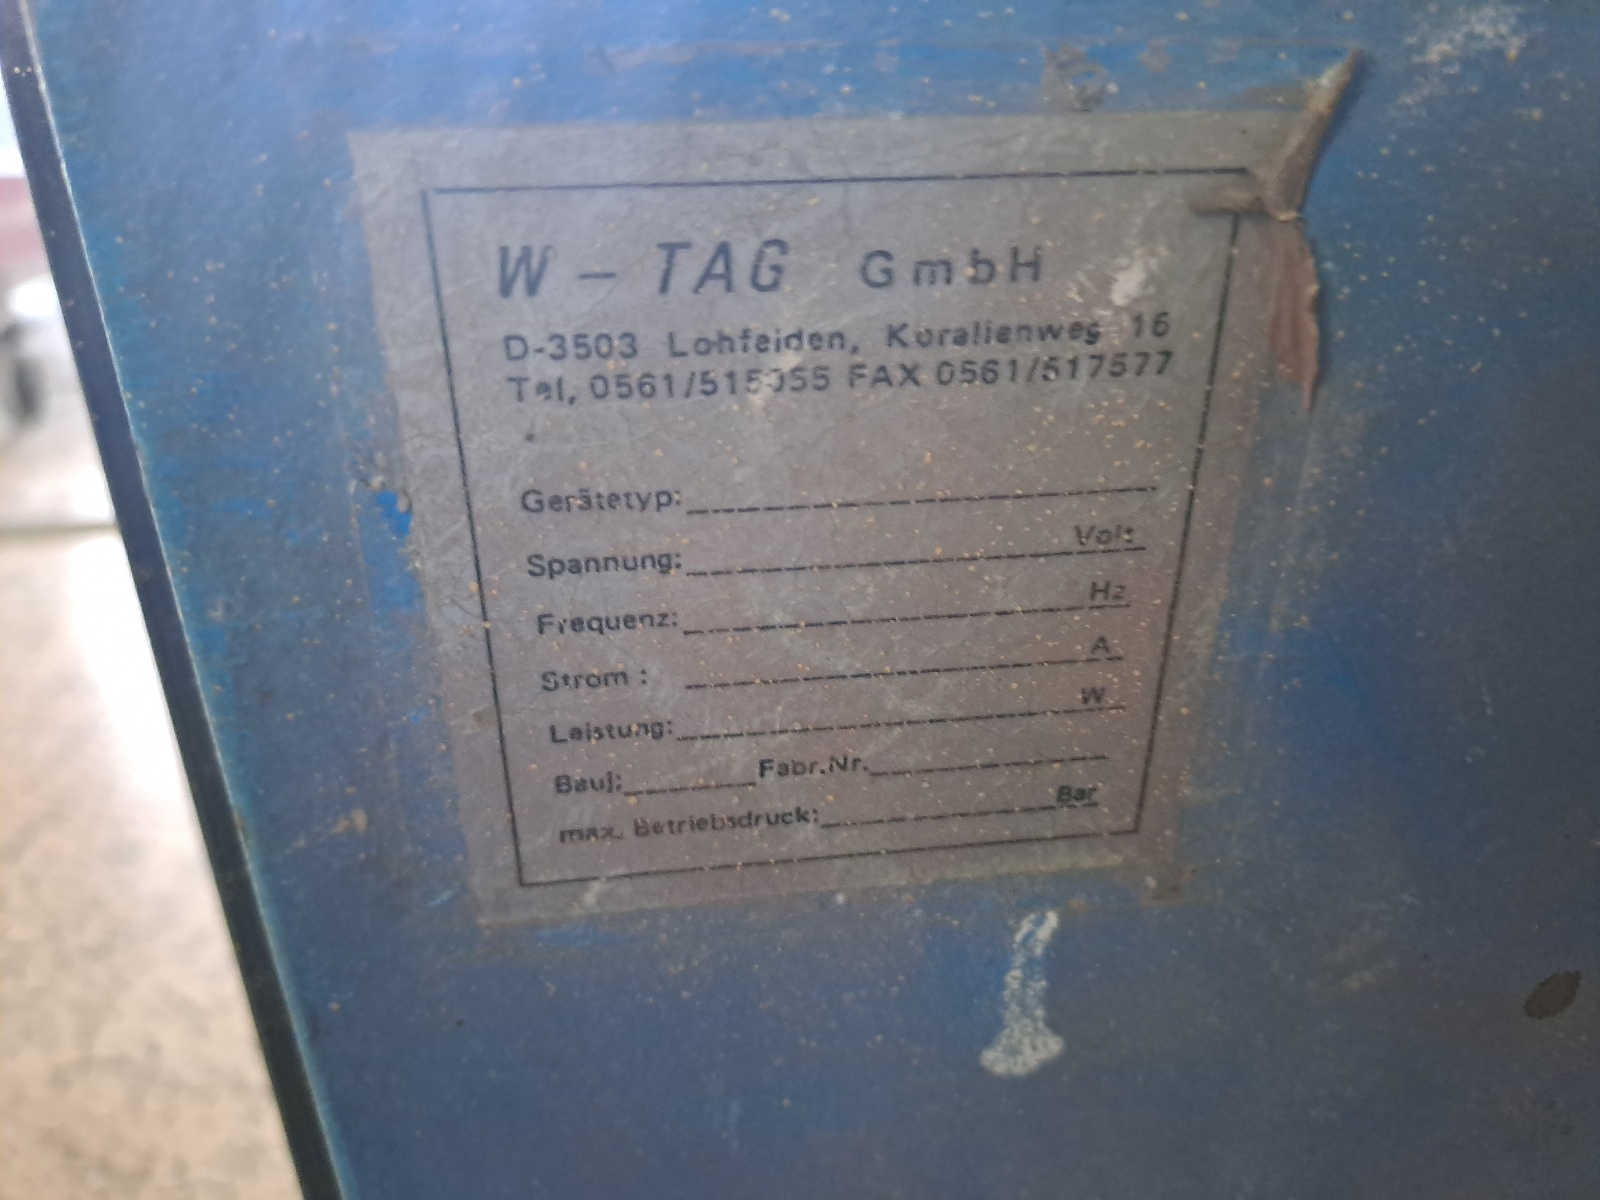 W – TAG GmbH
D-3503 Lohfelden, Korallenweg 16
Tel, 0561/515055 FAX 0561/517577
Gerätetyp:
Spannung: Volt
Frequenz: Hz
Strom : A
Leistung: W
Bauj: Fabr.Nr.
max. Betriebsdruck: Bar